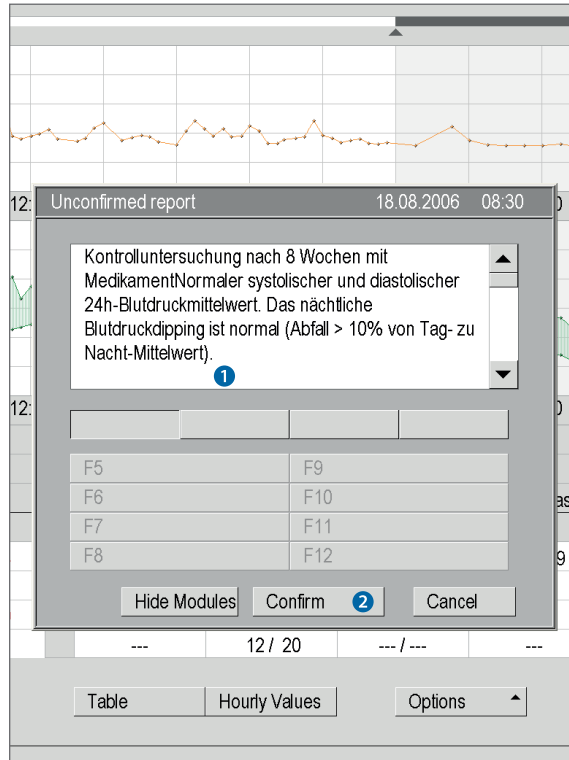 12:
Unconfirmed report 18.08.2006 08:30
Kontrolluntersuchung nach 8 Wochen mit
MedikamentNormaler systolischer und diastolischer
24h-Blutdruckmittelwert. Das nächtliche
Blutdruckdipping ist normal (Abfall > 10% von Tag- zu
Nacht-Mittelwert).
1
12:
F5 F9
F6 F10
as
F7 F11
F8 F12
9
Hide Modules Confirm 2 Cancel
--- 12 / 20 --- / --- ---
Table Hourly Values Options